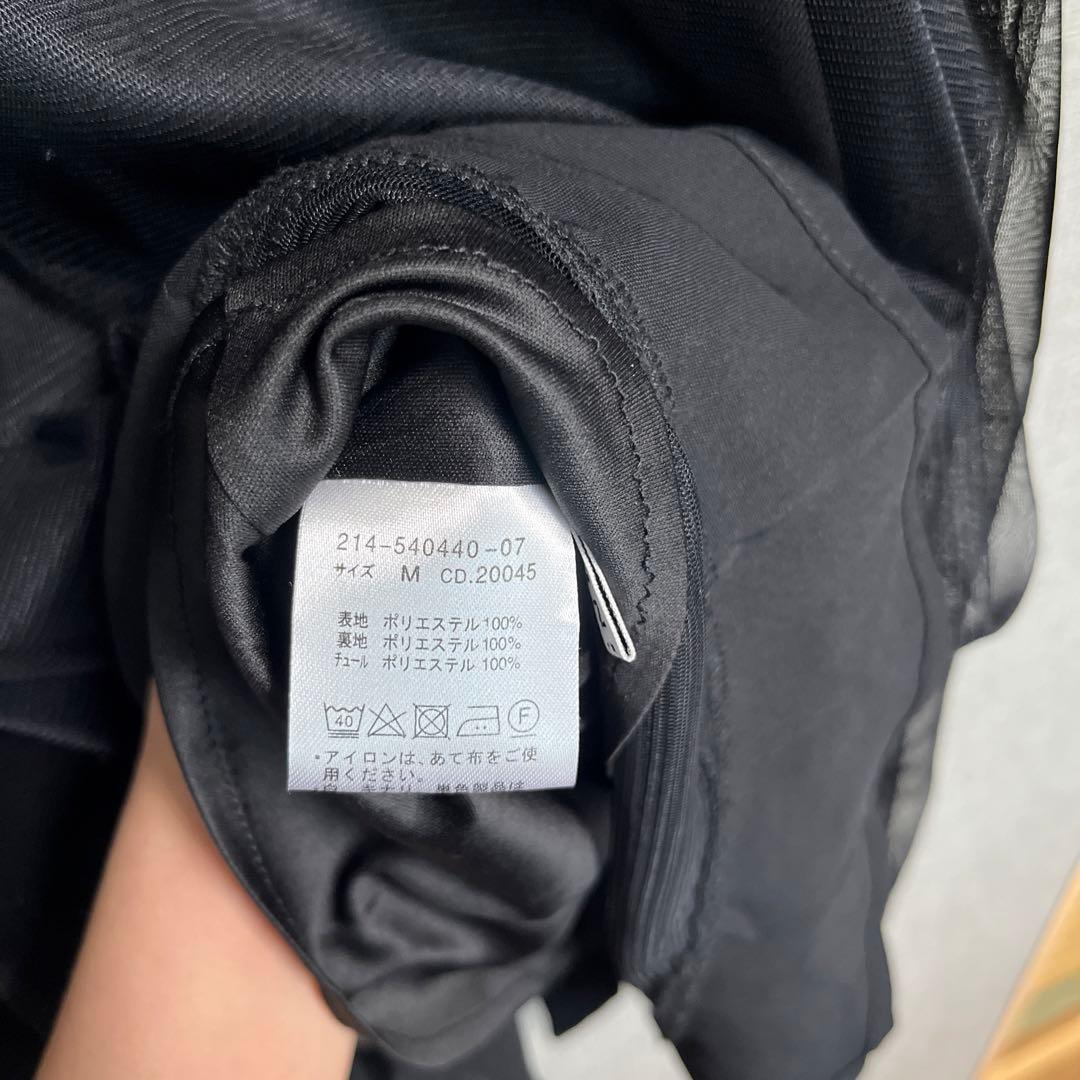 214-540440-07
サイズ M CD.20045
表地 ポリエステル100%
裏地 ポリエステル100%
チュール ポリエステル100%
40
F
・アイロンは、あて布をご使
用ください。